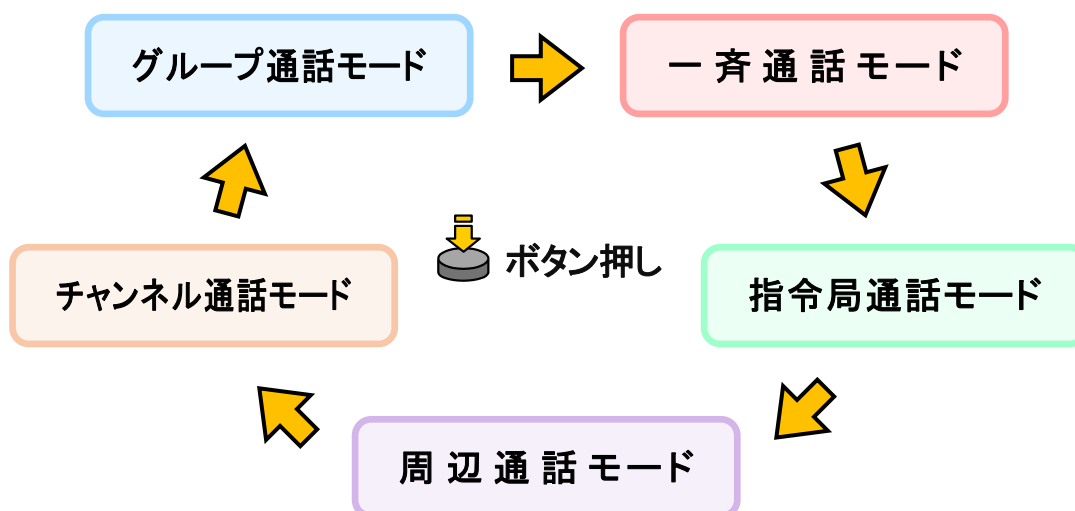 グループ通話モード
一斉通話モード
チャンネル通話モード
ボタン押し
指令局通話モード
周辺通話モード